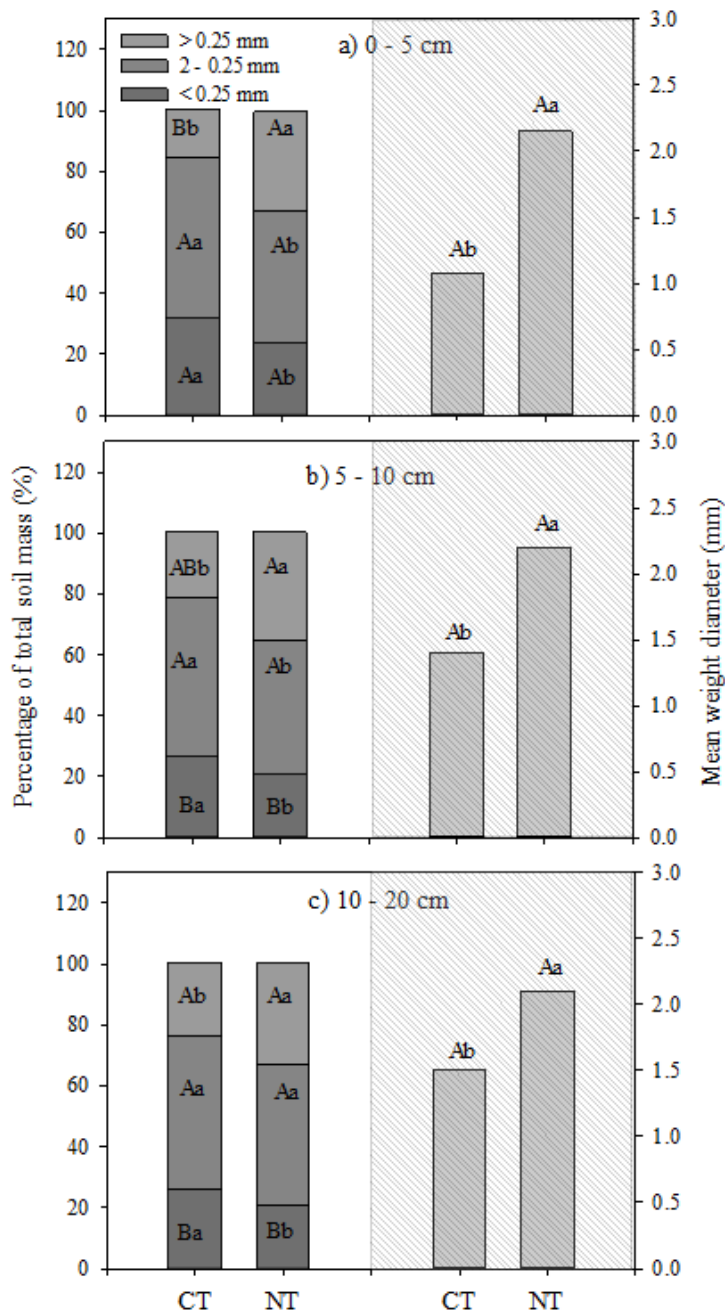 > 0.25 mm
2 - 0.25 mm
< 0.25 mm
a) 0 - 5 cm
120
100
80
60
40
20
0
Bb
Aa
Aa
Aa
Ab
Ab
Ab
Aa
3.0
2.5
2.0
1.5
1.0
0.5
0.0
b) 5 - 10 cm
120
100
80
60
40
20
0
ABb
Aa
Ba
Aa
Ab
Bb
Ab
Aa
3.0
2.5
2.0
1.5
1.0
0.5
0.0
Percentage of total soil mass (%)
Mean weight diameter (mm)
c) 10 - 20 cm
120
100
80
60
40
20
0
Ab
Aa
Ba
Aa
Aa
Bb
Ab
Aa
3.0
2.5
2.0
1.5
1.0
0.5
0.0
CT NT CT NT